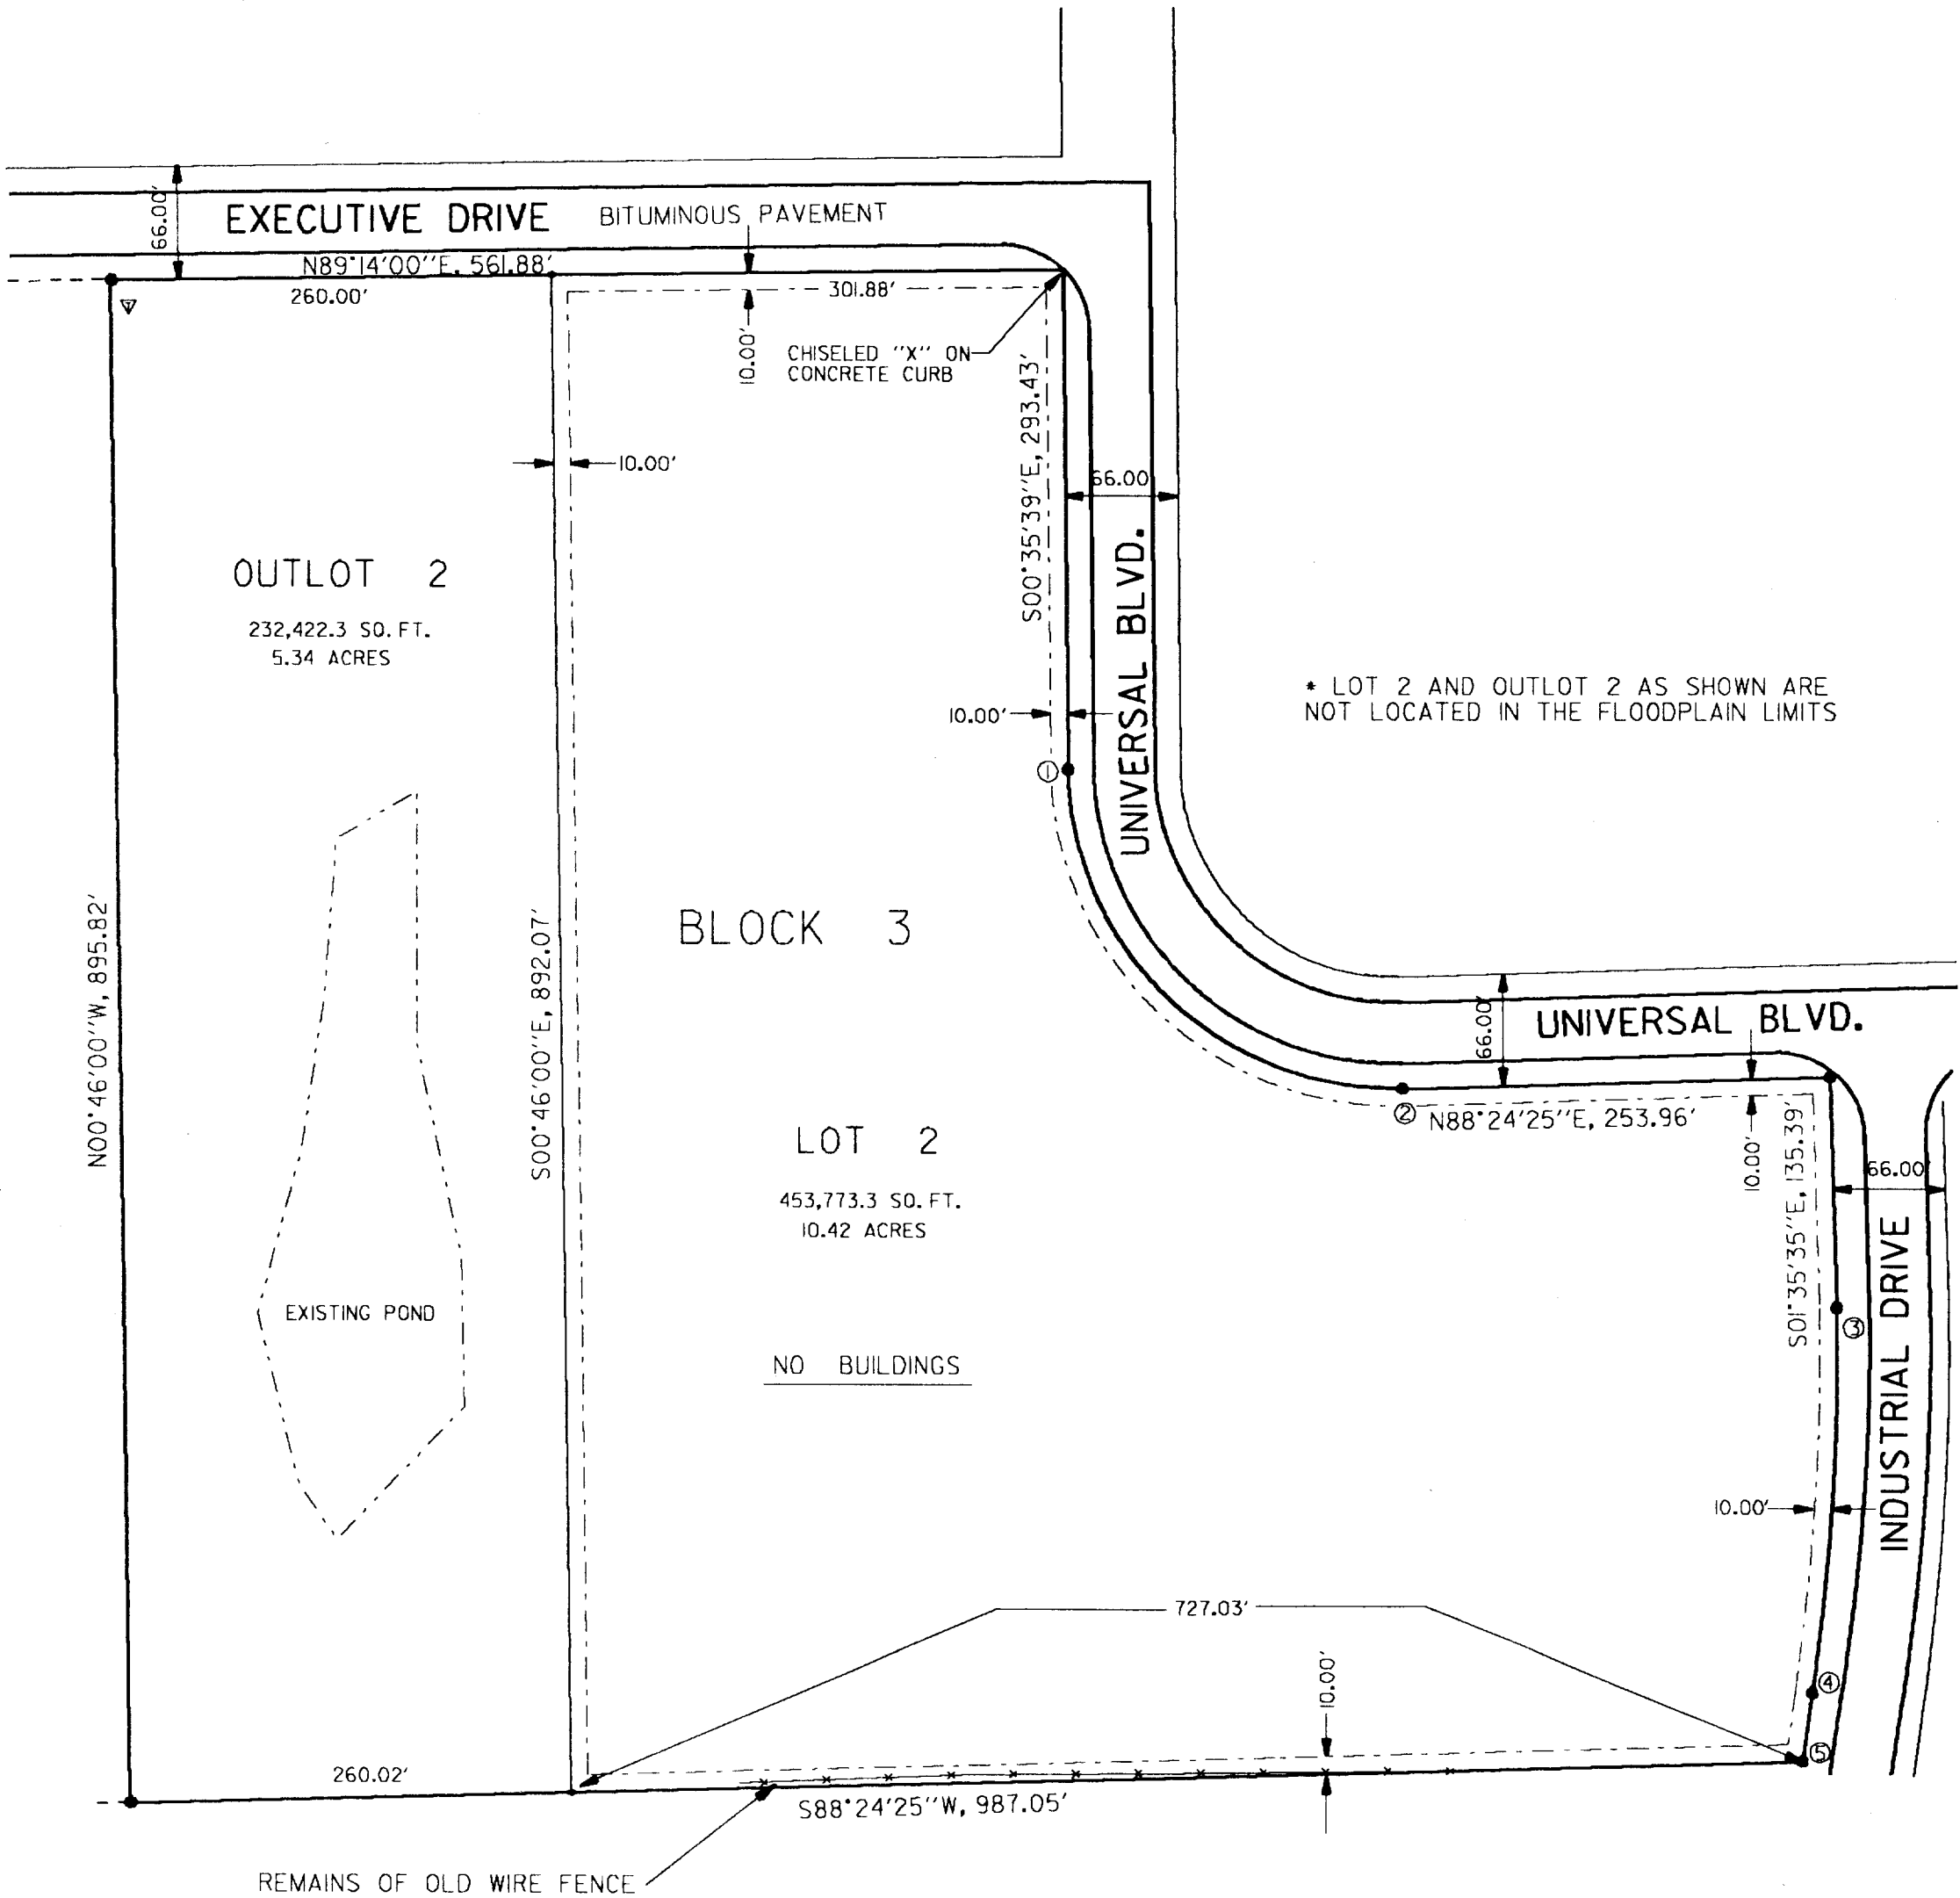 66.00'
EXECUTIVE DRIVE
BITUMINOUS PAVEMENT
N89°14'00''E, 561.88'
260.00'
301.88'
10.00'
CHISELED ''X'' ON
CONCRETE CURB
S00°35'39''E, 293.43'
10.00'
66.00
UNIVERSAL BLVD.
OUTLOT 2
232,422.3 SQ. FT.
5.34 ACRES
* LOT 2 AND OUTLOT 2 AS SHOWN ARE
NOT LOCATED IN THE FLOODPLAIN LIMITS
10.00'
1
N00°46'00''W, 895.82'
S00°46'00''E, 892.07'
BLOCK 3
66.00'
UNIVERSAL BLVD.
2
N88°24'25''E, 253.96'
10.00'
S01°35'35''E, 135.39'
66.00
LOT 2
453,773.3 SQ. FT.
10.42 ACRES
EXISTING POND
NO BUILDINGS
3
INDUSTRIAL DRIVE
10.00'
727.03'
10.00'
4
5
260.02'
S88°24'25''W, 987.05'
REMAINS OF OLD WIRE FENCE